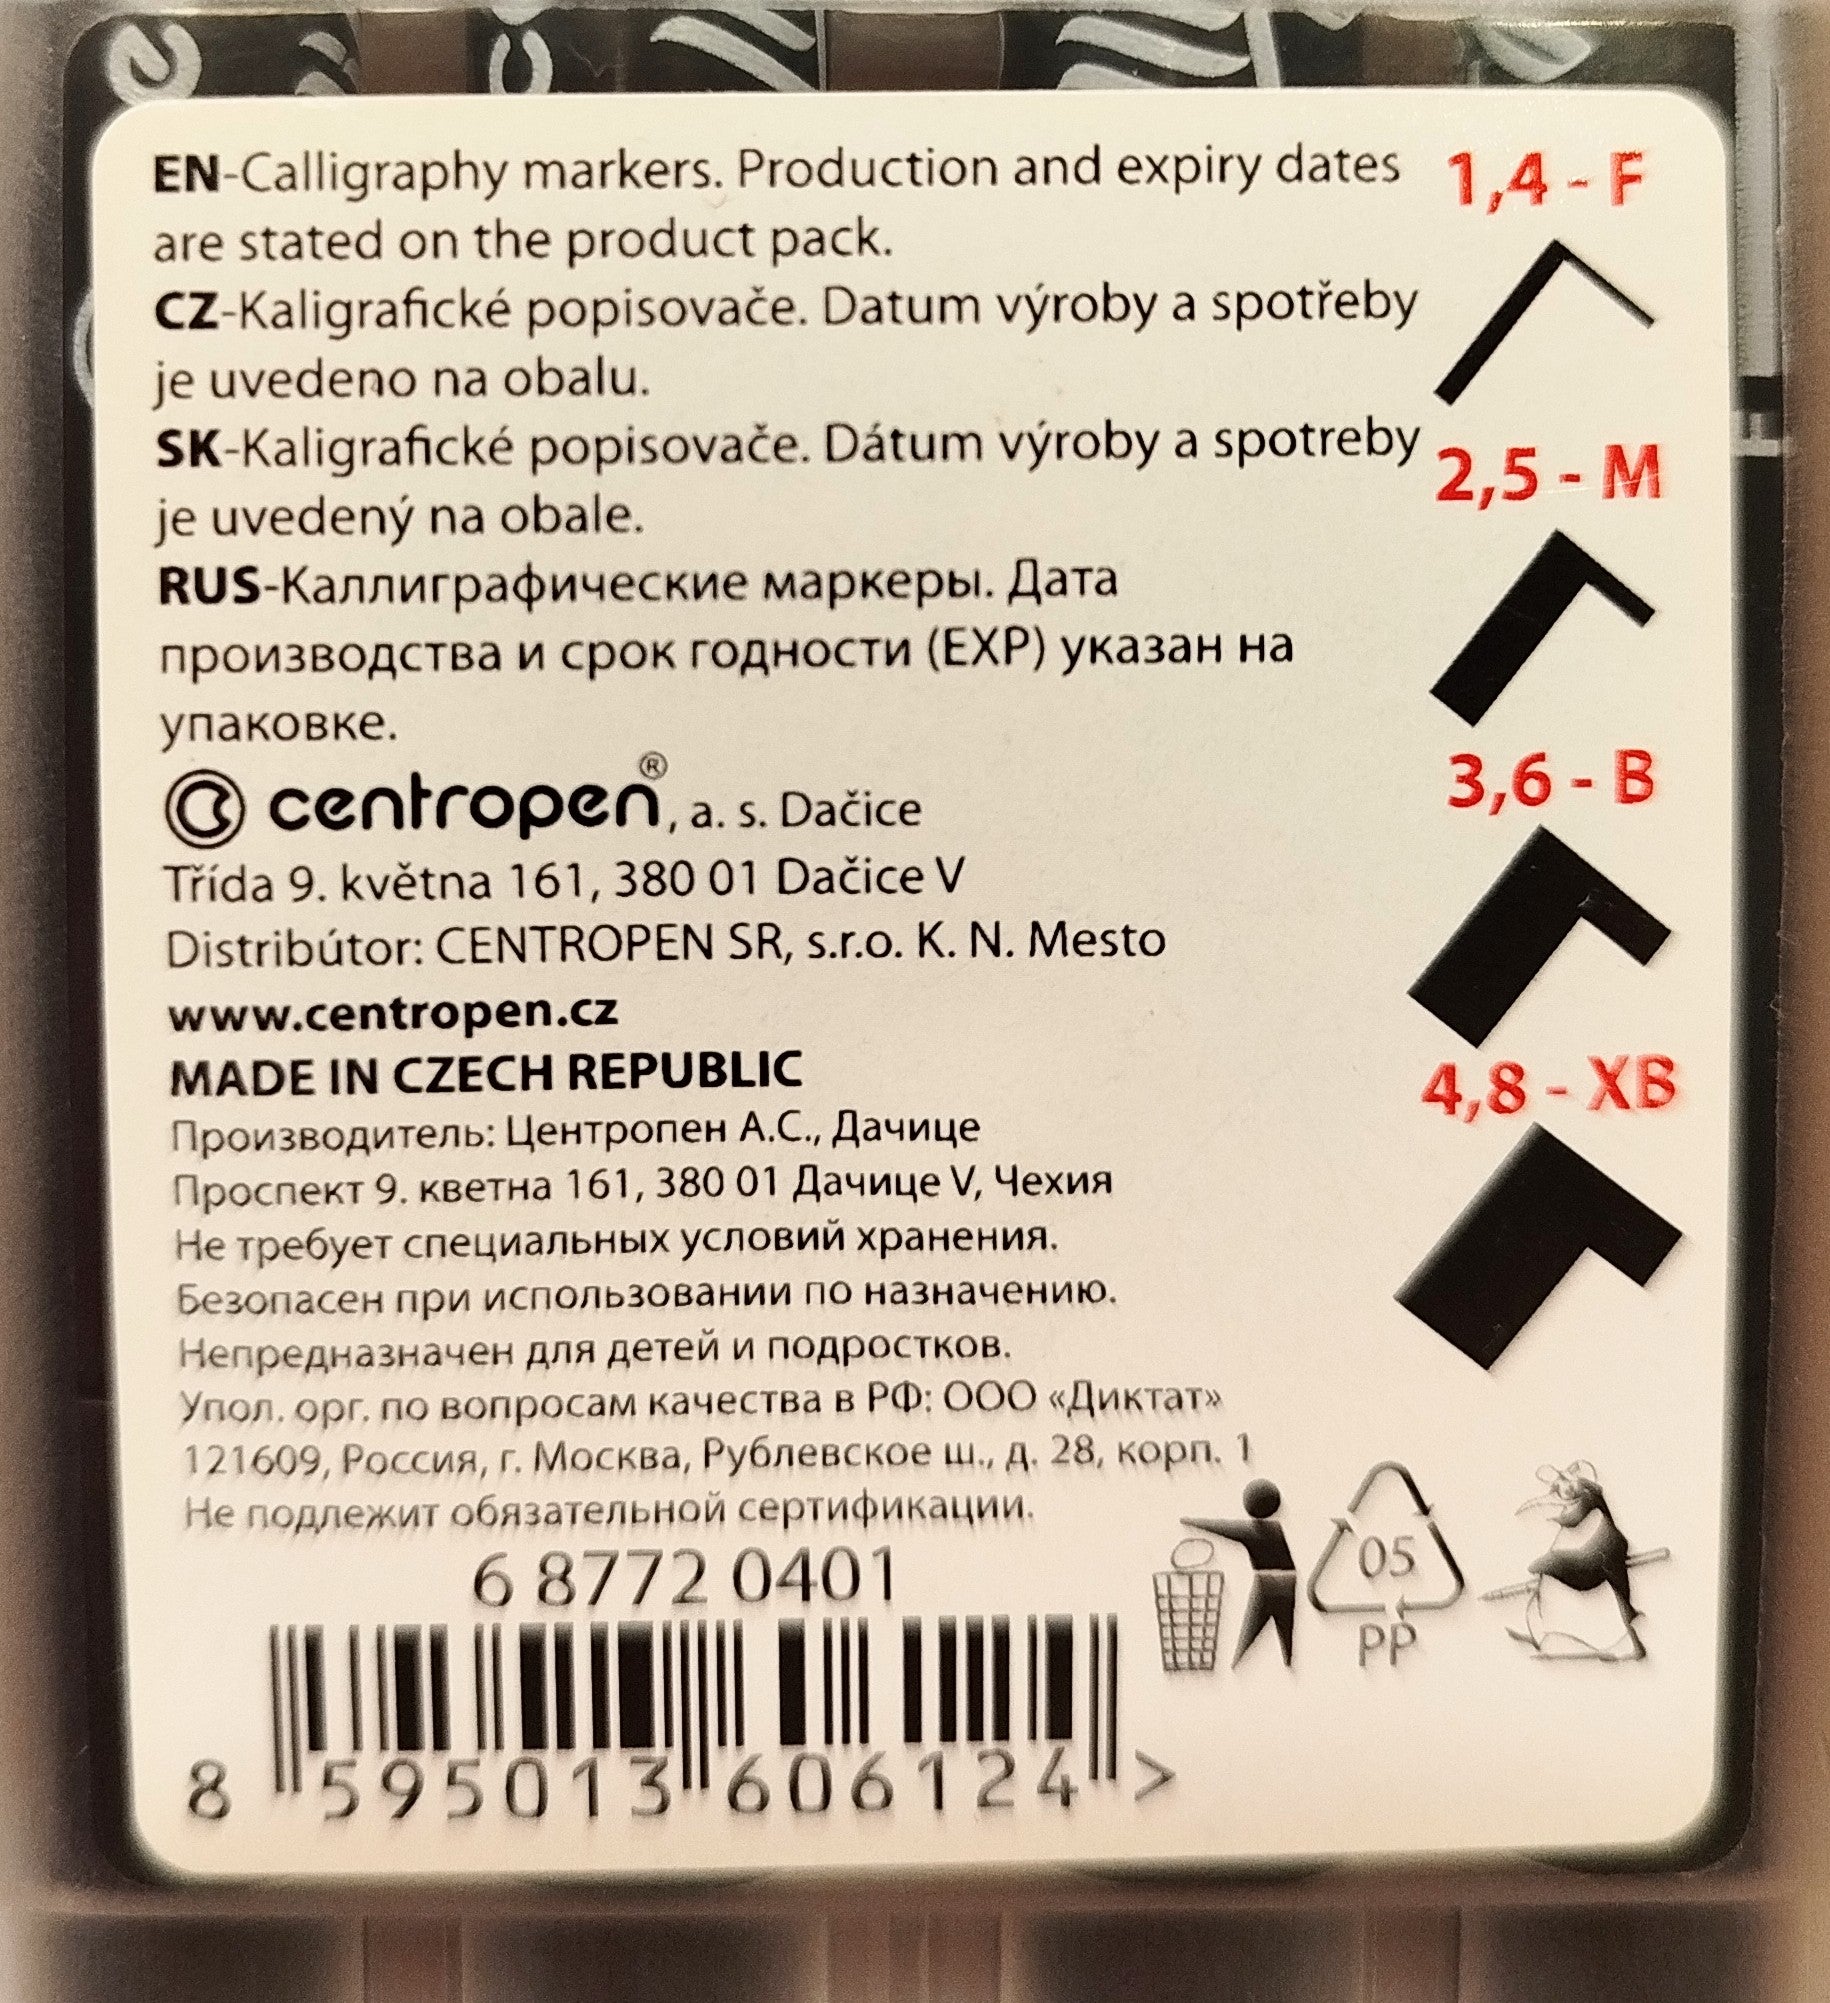 EN-Calligraphy markers. Production and expiry dates
are stated on the product pack.
CZ-Kaligrafické popisovače. Datum výroby a spotřeby
je uvedeno na obalu.
SK-Kaligrafické popisovače. Dátum výroby a spotreby
je uvedený na obale.
RUS-Каллиграфические маркеры. Дата
производства и срок годности (EXP) указан на
упаковке.
centropen®, a. s. Dačice
Třída 9. května 161, 380 01 Dačice V
Distribútor: CENTROPEN SR, s.r.o. K. N. Mesto
www.centropen.cz
MADE IN CZECH REPUBLIC
Производитель: Центропен А.С., Дачице
Проспект 9. кветна 161, 380 01 Дачице V, Чехия
Не требует специальных условий хранения.
Безопасен при использовании по назначению.
Непредназначен для детей и подростков.
Упол. орг. по вопросам качества в РФ: ООО «Диктат»
121609, Россия, г. Москва, Рублевское ш., д. 28, корп. 1
Не подлежит обязательной сертификации.
6 8772 0401
8 595013 606124 >
1,4 - F
2,5 - M
3,6 - B
4,8 - XB
05
PP